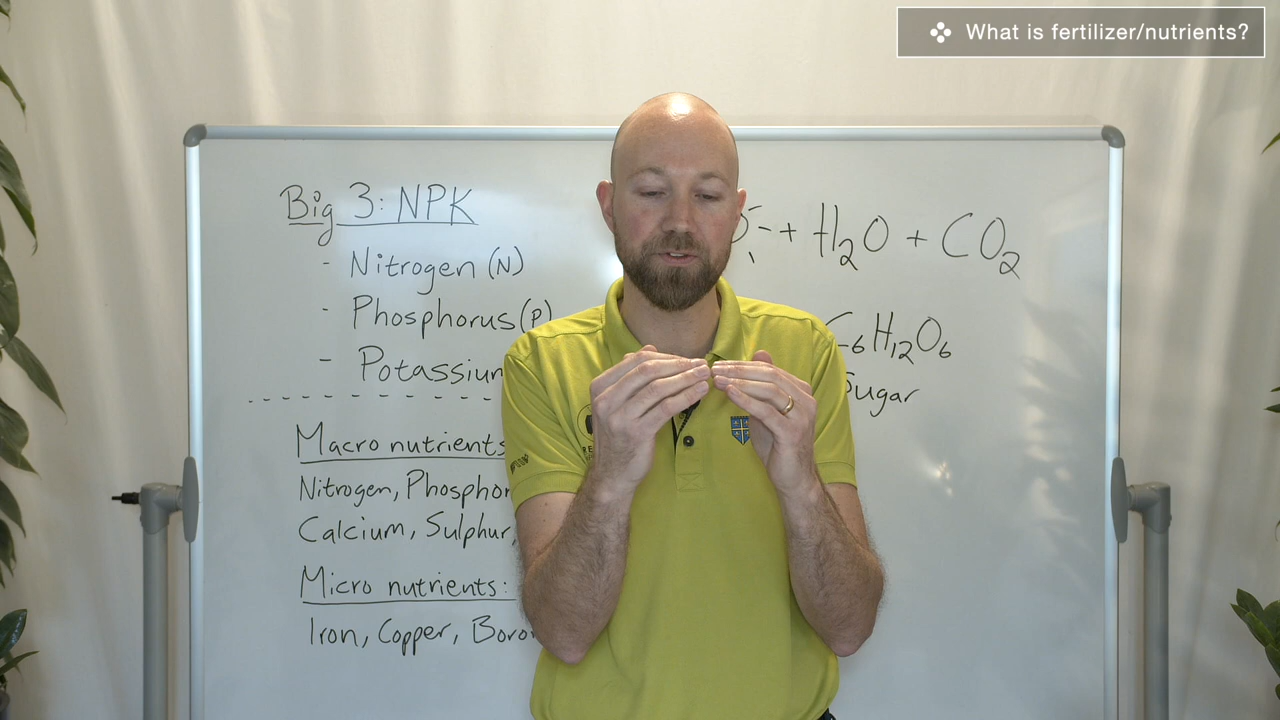 What is fertilizer/nutrients?
Big 3: NPK
- Nitrogen (N)
- Phosphorus (P)
- Potassium
Macro nutrients
Nitrogen, Phosphor
Calcium, Sulphur,
Micro nutrients:
Iron, Copper, Boro
+ H₂O + CO₂
C₆H₁₂O₆
Sugar